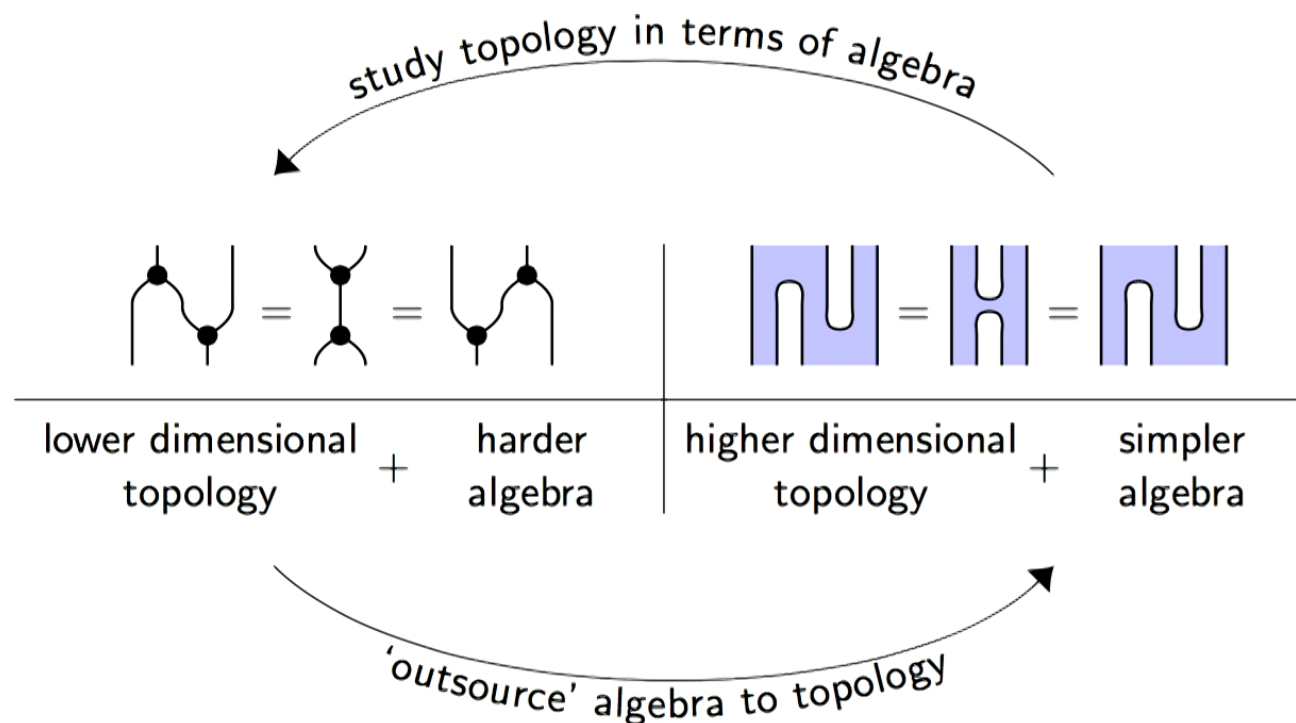 study topology in terms of algebra
= =
= =
lower dimensional
topology
+
harder
algebra
higher dimensional
topology
+
simpler
algebra
‘outsource’ algebra to topology